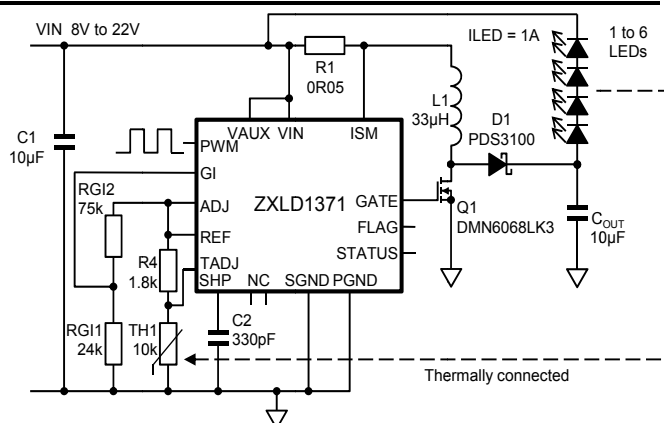 VIN 8V to 22V
ILED = 1A
1 to 6
LEDs
R1
0R05
L1
33µH
D1
PDS3100
C1
10µF
VAUX VIN ISM
PWM
GI
ADJ
REF
TADJ
SHP NC SGND PGND
ZXLD1371
GATE
FLAG
STATUS
Q1
DMN6068LK3
COUT
10µF
RGI2
75k
R4
1.8k
RGI1
24k
TH1
10k
C2
330pF
Thermally connected